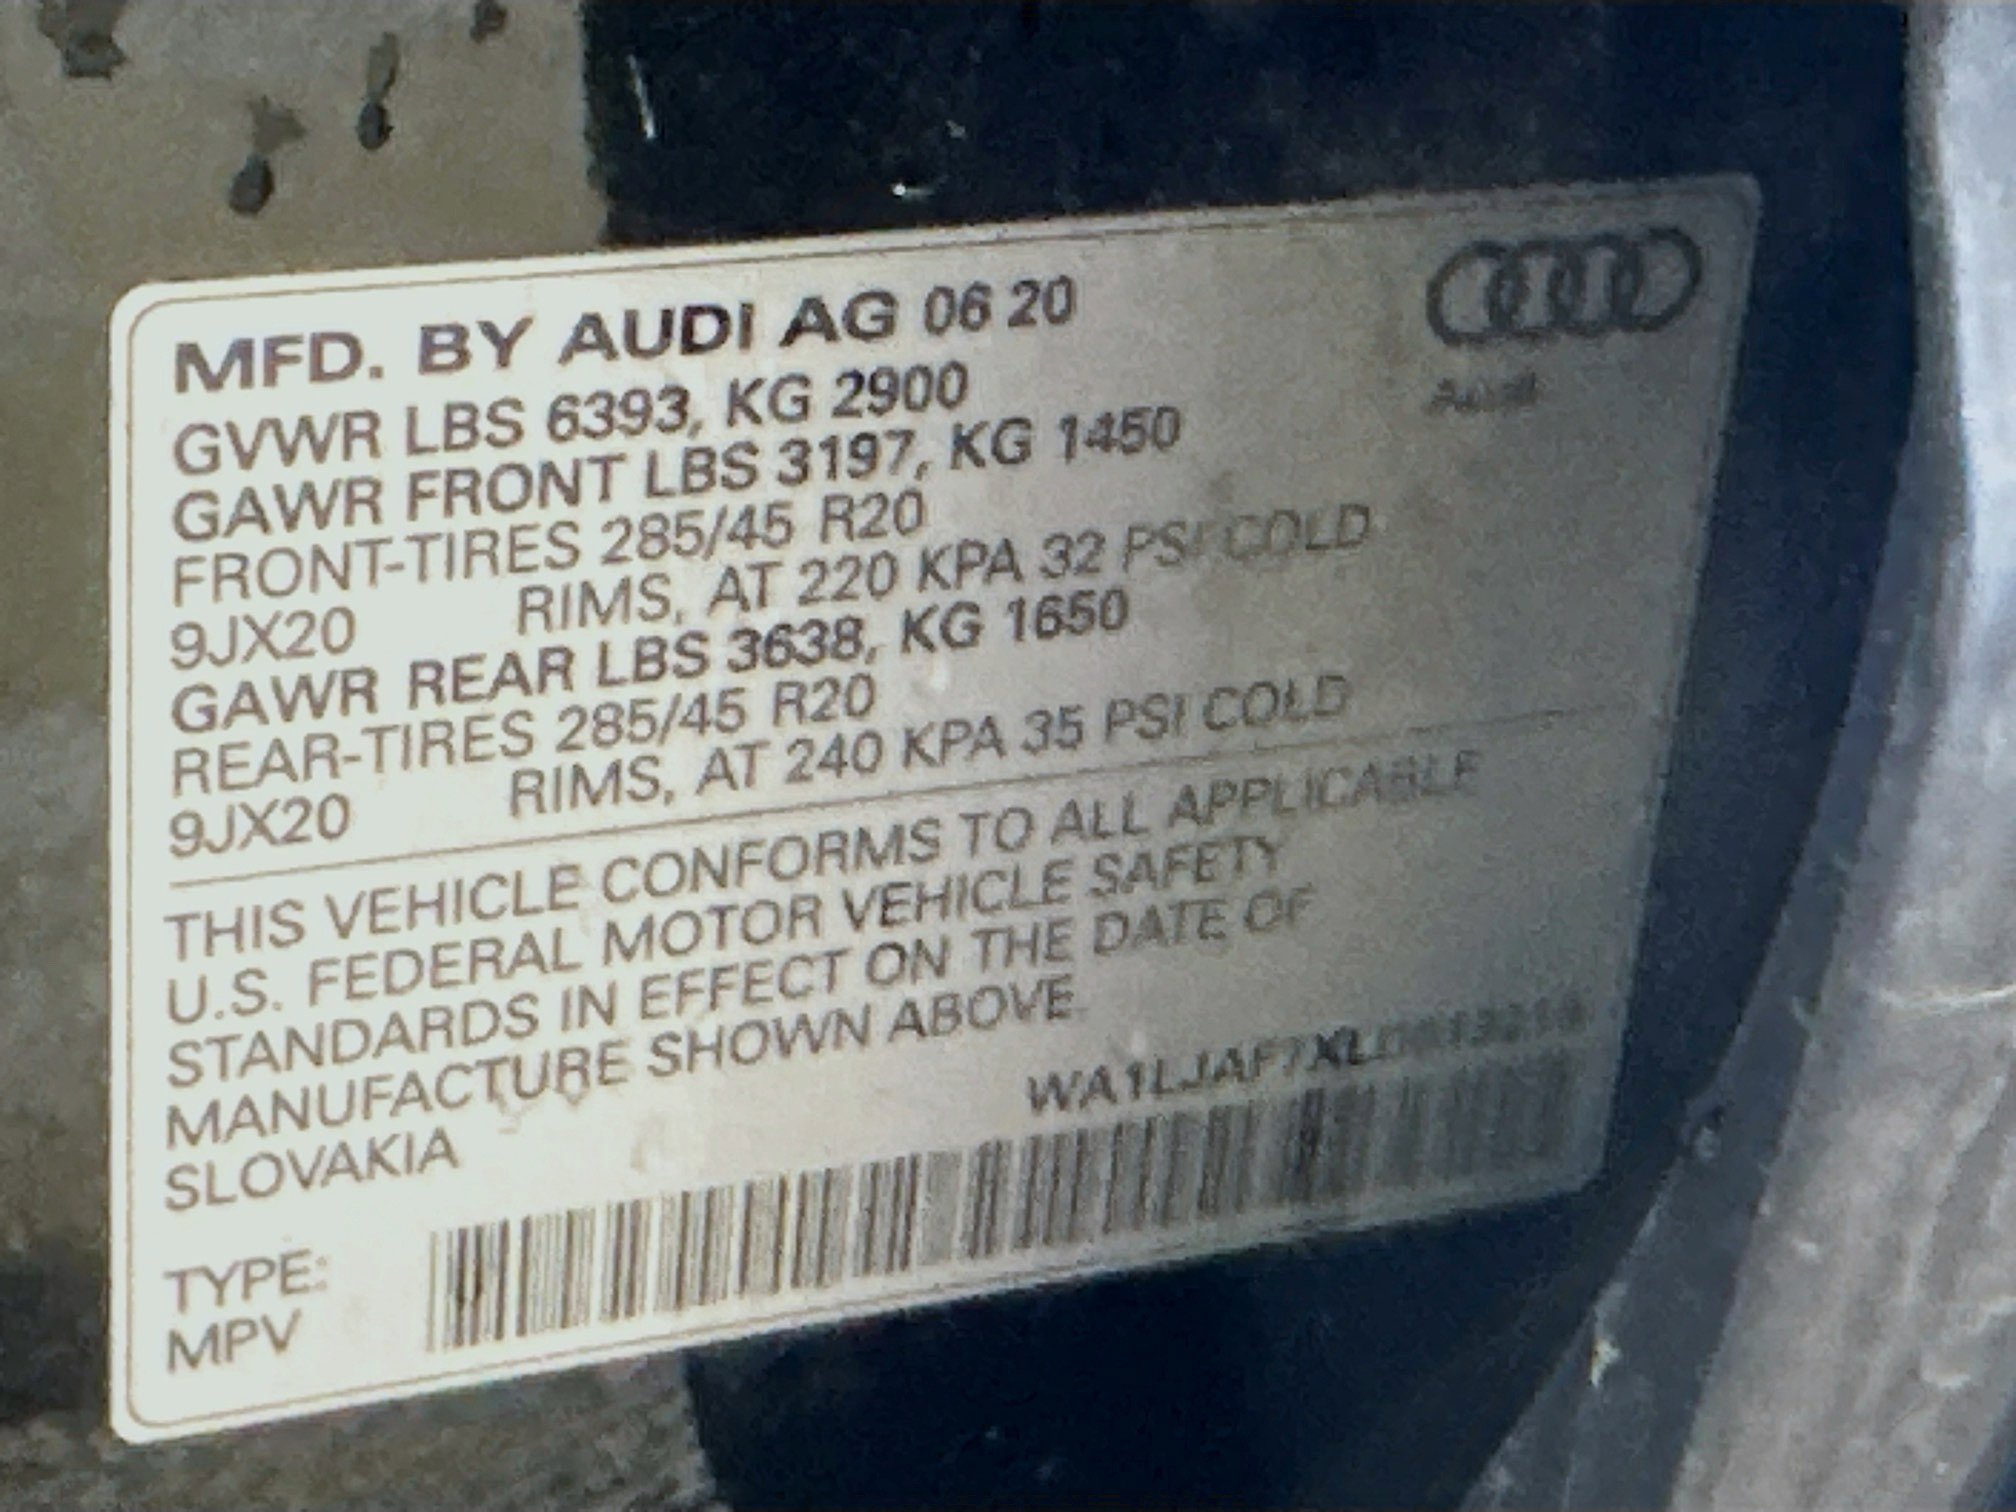 MFD. BY AUDI AG 06 20
GVWR LBS 6393, KG 2900
GAWR FRONT LBS 3197, KG 1450
FRONT-TIRES 285/45 R20
9JX20 RIMS, AT 220 KPA 32 PSI COLD
GAWR REAR LBS 3638, KG 1650
REAR-TIRES 285/45 R20
9JX20 RIMS, AT 240 KPA 35 PSI COLD
THIS VEHICLE CONFORMS TO ALL APPLICABLE
U.S. FEDERAL MOTOR VEHICLE SAFETY
STANDARDS IN EFFECT ON THE DATE OF
MANUFACTURE SHOWN ABOVE.
SLOVAKIA
TYPE:
MPV
Audi